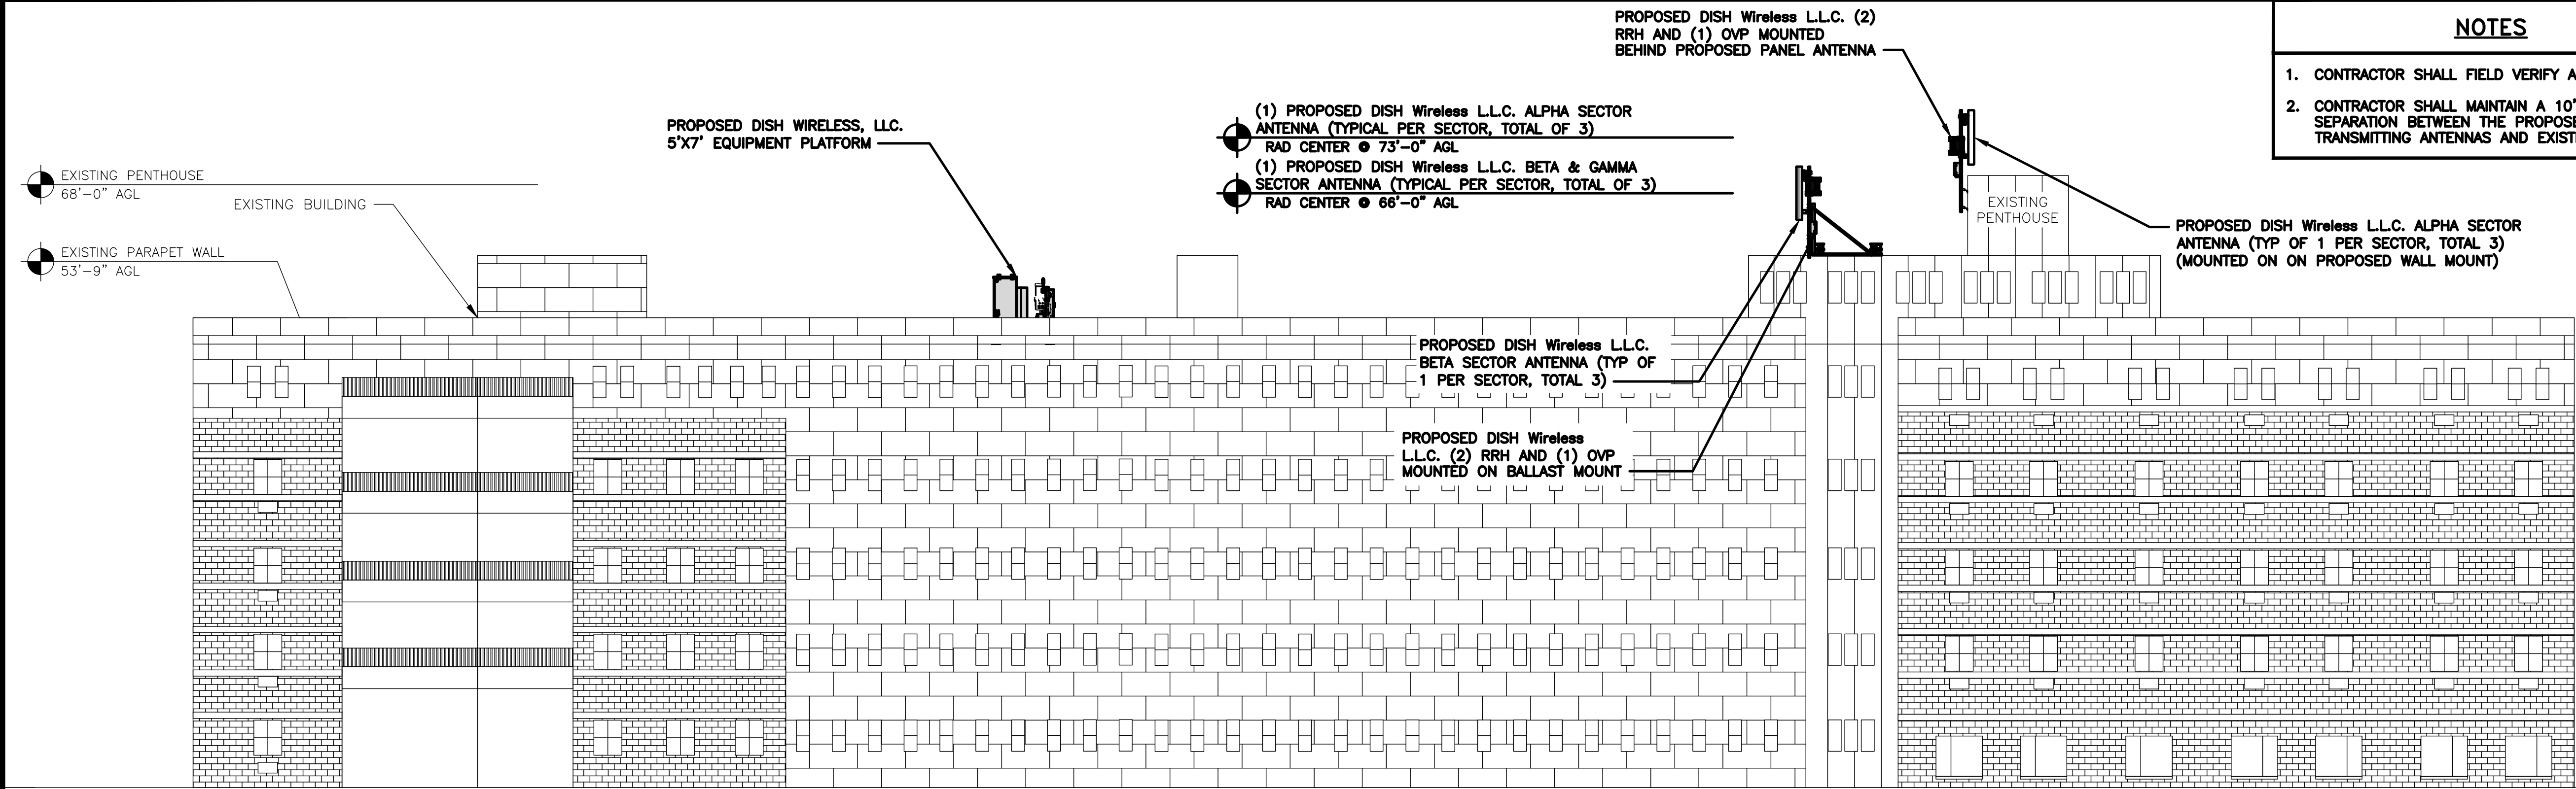 PROPOSED DISH Wireless L.L.C. (2)
RRH AND (1) OVP MOUNTED
BEHIND PROPOSED PANEL ANTENNA
NOTES
1. CONTRACTOR SHALL FIELD VERIFY
2. CONTRACTOR SHALL MAINTAIN A 10'
SEPARATION BETWEEN THE
TRANSMITTING ANTENNAS AND
PROPOSED DISH WIRELESS, LLC.
5'X7' EQUIPMENT PLATFORM
(1) PROPOSED DISH Wireless L.L.C. ALPHA SECTOR
ANTENNA (TYPICAL PER SECTOR, TOTAL OF 3)
RAD CENTER @ 73'-0" AGL
(1) PROPOSED DISH Wireless L.L.C. BETA & GAMMA
SECTOR ANTENNA (TYPICAL PER SECTOR, TOTAL OF 3)
RAD CENTER @ 66'-0" AGL
EXISTING PENTHOUSE
68'-0" AGL
EXISTING BUILDING
EXISTING PARAPET WALL
53'-9" AGL
EXISTING
PENTHOUSE
PROPOSED DISH Wireless L.L.C. ALPHA SECTOR
ANTENNA (TYP OF 1 PER SECTOR, TOTAL 3)
(MOUNTED ON ON PROPOSED WALL MOUNT)
PROPOSED DISH Wireless L.L.C.
BETA SECTOR ANTENNA (TYP OF
1 PER SECTOR, TOTAL 3)
PROPOSED DISH Wireless
L.L.C. (2) RRH AND (1) OVP
MOUNTED ON BALLAST MOUNT